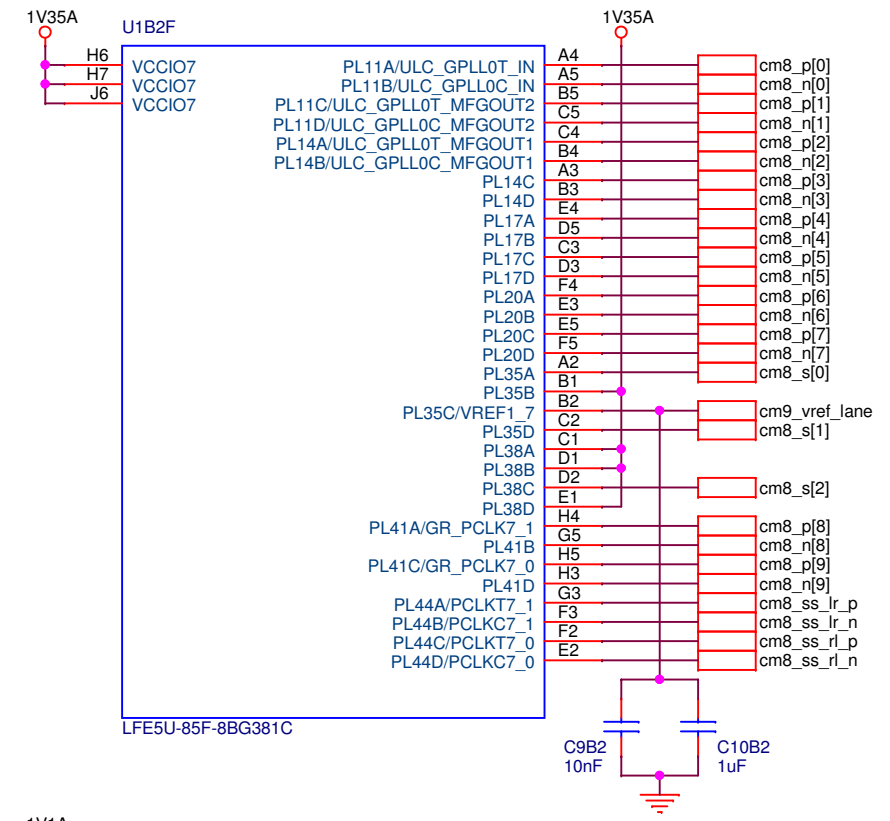 1V35A
1V35A
U1B2F
H6 VCCIO7 PL11A/ULC_GPLL0T_IN A4 cm8_p[0]
H7 VCCIO7 PL11B/ULC_GPLL0C_IN A5 cm8_n[0]
J6 VCCIO7 PL11C/ULC_GPLL0T_MFGOUT2 B5 cm8_p[1]
PL11D/ULC_GPLL0C_MFGOUT2 C5 cm8_n[1]
PL14A/ULC_GPLL0T_MFGOUT1 C4 cm8_p[2]
PL14B/ULC_GPLL0C_MFGOUT1 B4 cm8_n[2]
PL14C A3 cm8_p[3]
PL14D B3 cm8_n[3]
PL17A E4 cm8_p[4]
PL17B D5 cm8_n[4]
PL17C C3 cm8_p[5]
PL17D D3 cm8_n[5]
PL20A F4 cm8_p[6]
PL20B E3 cm8_n[6]
PL20C E5 cm8_p[7]
PL20D F5 cm8_n[7]
PL35A A2 cm8_s[0]
PL35B B1
PL35C/VREF1_7 B2 cm9_vref_lane
PL35D C2 cm8_s[1]
PL38A C1
PL38B D1
PL38C D2 cm8_s[2]
PL38D E1
PL41A/GR_PCLK7_1 H4 cm8_p[8]
PL41B G5 cm8_n[8]
PL41C/GR_PCLK7_0 H5 cm8_p[9]
PL41D H3 cm8_n[9]
PL44A/PCLKT7_1 G3 cm8_ss_lr_p
PL44B/PCLKC7_1 F3 cm8_ss_lr_n
PL44C/PCLKT7_0 F2 cm8_ss_rl_p
PL44D/PCLKC7_0 E2 cm8_ss_rl_n
LFE5U-85F-8BG381C
C9B2 C10B2
10nF 1uF
1V1A